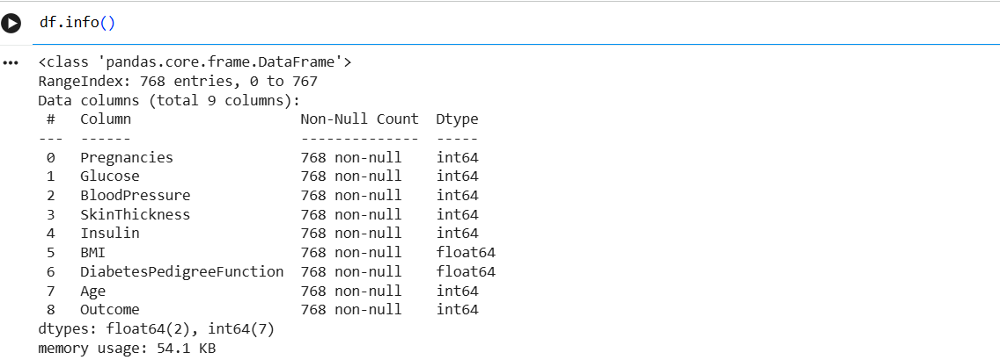 df.info()
<class 'pandas.core.frame.DataFrame'>
RangeIndex: 768 entries, 0 to 767
Data columns (total 9 columns):
 #   Column                    Non-Null Count  Dtype
---  ------                    --------------  -----
 0   Pregnancies               768 non-null    int64
 1   Glucose                   768 non-null    int64
 2   BloodPressure             768 non-null    int64
 3   SkinThickness             768 non-null    int64
 4   Insulin                   768 non-null    int64
 5   BMI                       768 non-null    float64
 6   DiabetesPedigreeFunction  768 non-null    float64
 7   Age                       768 non-null    int64
 8   Outcome                   768 non-null    int64
dtypes: float64(2), int64(7)
memory usage: 54.1 KB